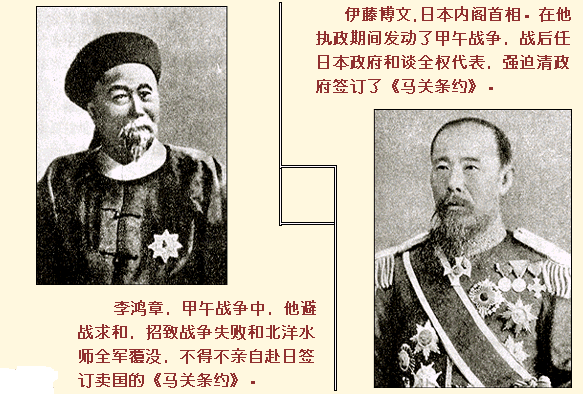 伊藤博文,日本内阁首相。在他
执政期间发动了甲午战争，战后任
日本政府和谈全权代表，强迫清政
府签订了《马关条约》。
李鸿章，甲午战争中，他避
战求和，招致战争失败和北洋水
师全军覆没，不得不亲自赴日签
订卖国的《马关条约》。